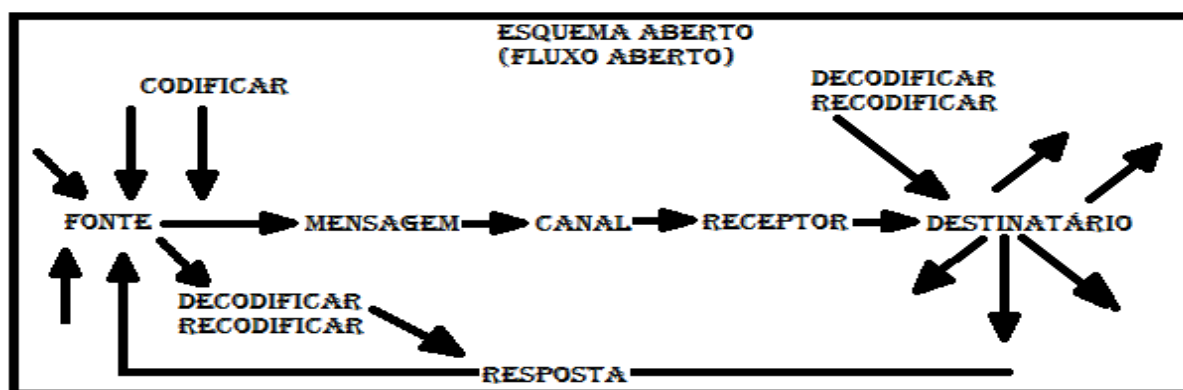 ESQUEMA ABERTO
(FLUXO ABERTO)
CODIFICAR
DECODIFICAR
RECODIFICAR
FONTE
MENSAGEM
CANAL
RECEPTOR
DESTINATÁRIO
DECODIFICAR
RECODIFICAR
RESPOSTA